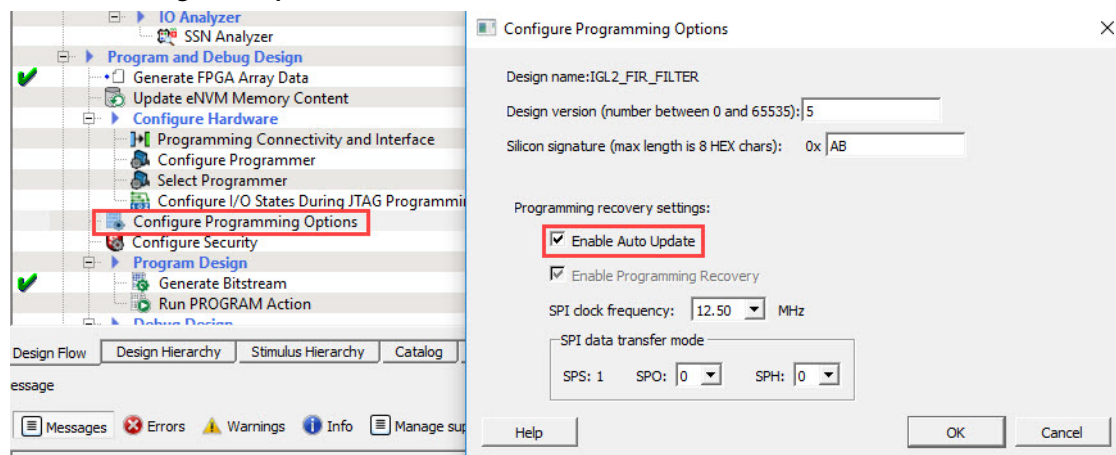 IO Analyzer
SSN Analyzer
Program and Debug Design
Generate FPGA Array Data
Update eNVM Memory Content
Configure Hardware
Programming Connectivity and Interface
Configure Programmer
Select Programmer
Configure I/O States During JTAG Programmi
Configure Programming Options
Configure Security
Program Design
Generate Bitstream
Run PROGRAM Action
Debug Design
Design Flow Design Hierarchy Stimulus Hierarchy Catalog
essage
Messages Errors Warnings Info Manage sup
Configure Programming Options
Design name:IGL2_FIR_FILTER
Design version (number between 0 and 65535): 5
Silicon signature (max length is 8 HEX chars): 0x AB
Programming recovery settings:
Enable Auto Update
Enable Programming Recovery
SPI clock frequency: 12.50 MHz
SPI data transfer mode
SPS: 1 SPO: 0 SPH: 0
Help OK Cancel